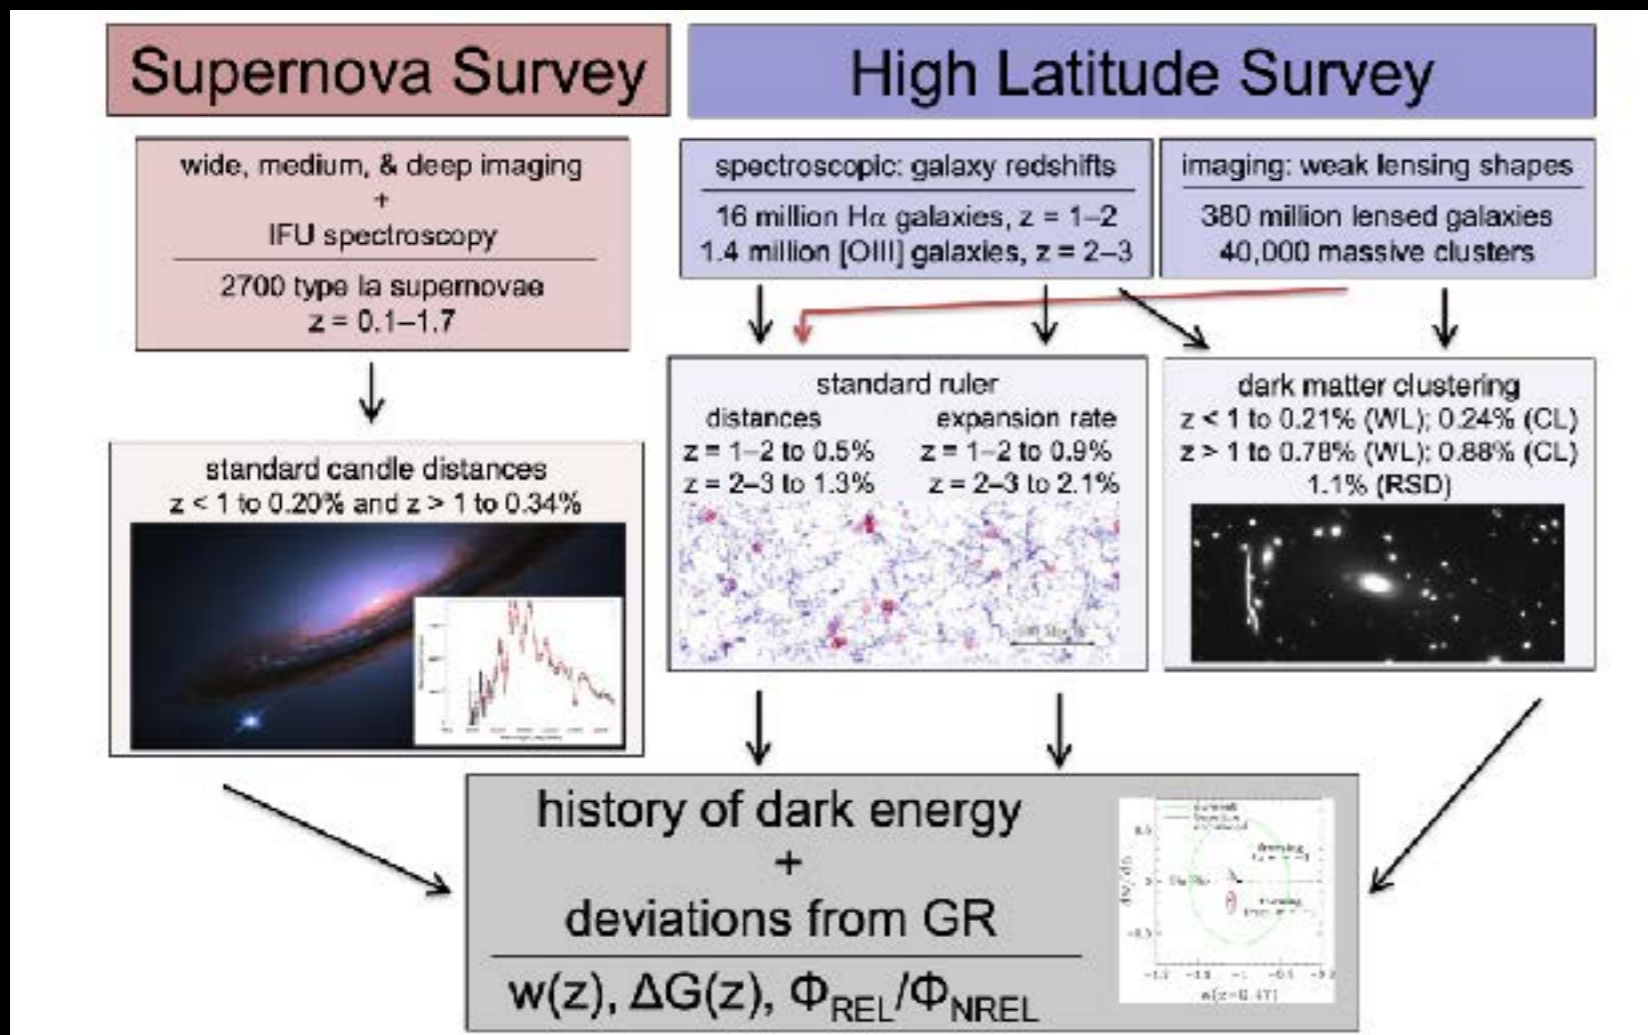 Supernova Survey
High Latitude Survey
wide, medium, & deep imaging
+
IFU spectroscopy
2700 type Ia supernovae
z = 0.1–1.7
spectroscopic: galaxy redshifts
16 million Hα galaxies, z = 1–2
1.4 million [OIII] galaxies, z = 2–3
imaging: weak lensing shapes
380 million lensed galaxies
40,000 massive clusters
standard candle distances
z < 1 to 0.20% and z > 1 to 0.34%
standard ruler
distances
z = 1–2 to 0.5%
z = 2–3 to 1.3%
expansion rate
z = 1–2 to 0.9%
z = 2–3 to 2.1%
dark matter clustering
z < 1 to 0.21% (WL); 0.24% (CL)
z > 1 to 0.78% (WL); 0.88% (CL)
1.1% (RSD)
history of dark energy
+
deviations from GR
w(z), ΔG(z), Φ_REL/Φ_NREL